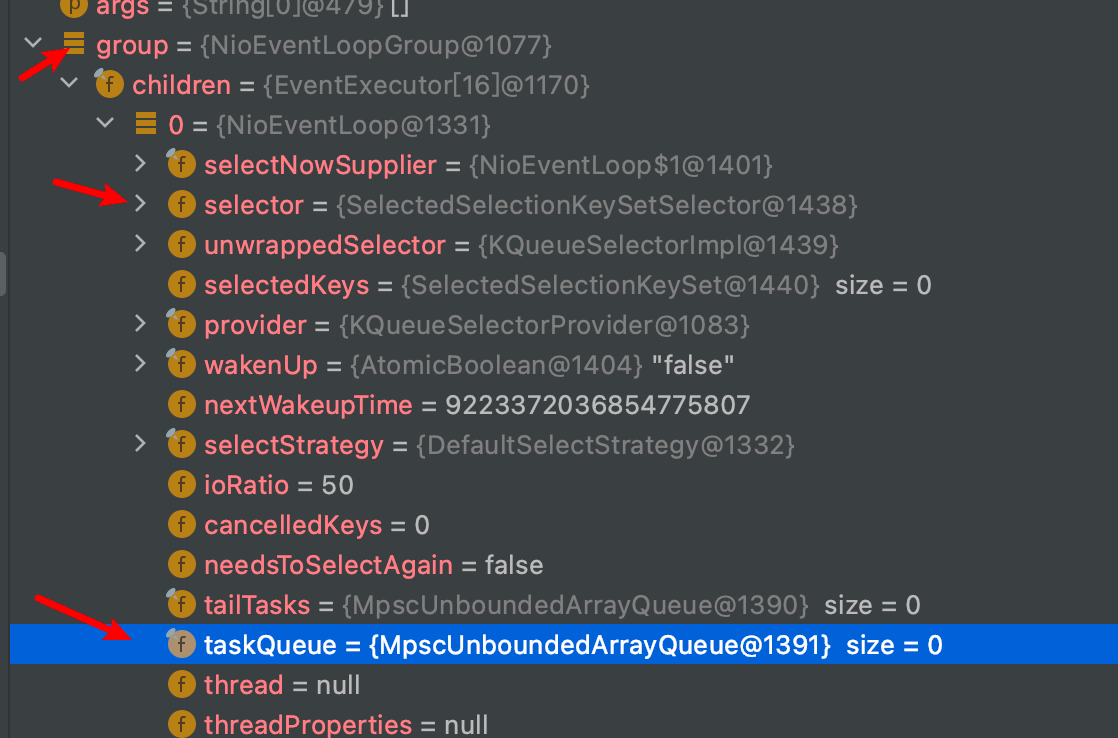 p args = {String[0]@479} []
group = {NioEventLoopGroup@1077}
f children = {EventExecutor[16]@1170}
0 = {NioEventLoop@1331}
f selectNowSupplier = {NioEventLoop$1@1401}
f selector = {SelectedSelectionKeySetSelector@1438}
f unwrappedSelector = {KQueueSelectorImpl@1439}
f selectedKeys = {SelectedSelectionKeySet@1440} size = 0
f provider = {KQueueSelectorProvider@1083}
f wakenUp = {AtomicBoolean@1404} "false"
f nextWakeupTime = 9223372036854775807
f selectStrategy = {DefaultSelectStrategy@1332}
f ioRatio = 50
f cancelledKeys = 0
f needsToSelectAgain = false
f tailTasks = {MpscUnboundedArrayQueue@1390} size = 0
f taskQueue = {MpscUnboundedArrayQueue@1391} size = 0
f thread = null
f threadProperties = null